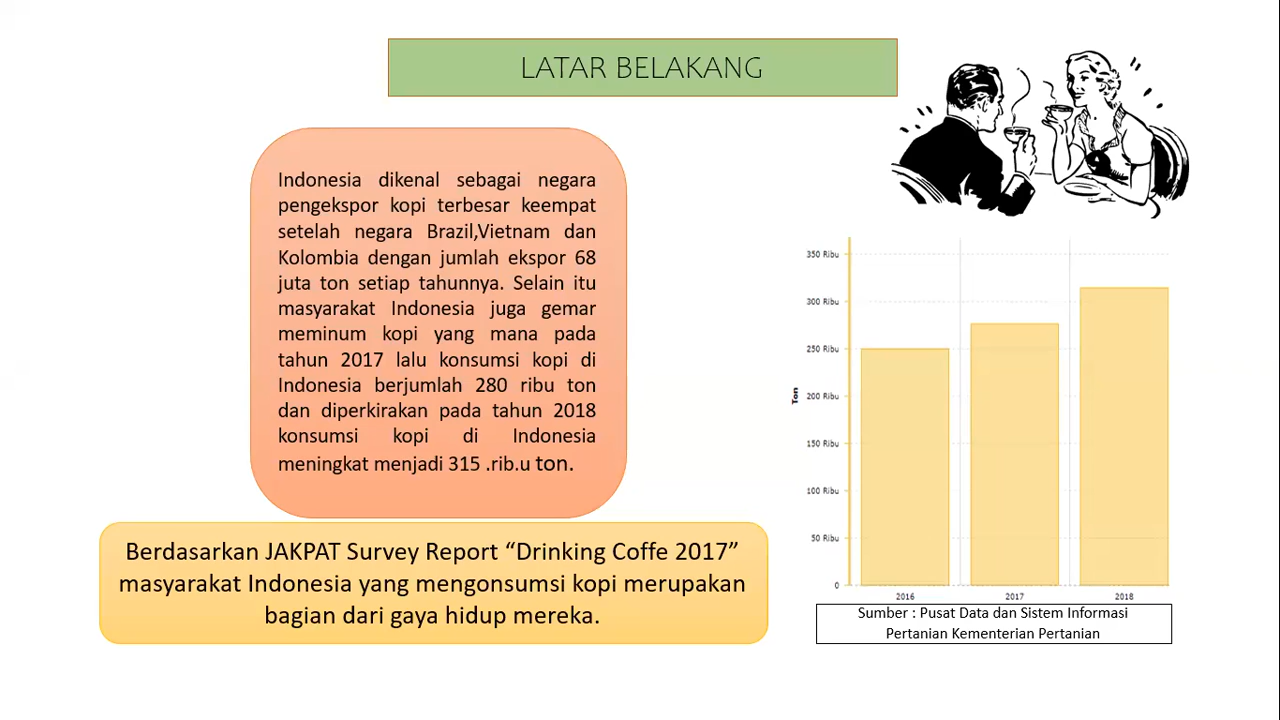 LATAR BELAKANG
Indonesia dikenal sebagai negara
pengekspor kopi terbesar keempat
setelah negara Brazil,Vietnam dan
Kolombia dengan jumlah ekspor 68
juta ton setiap tahunnya. Selain itu
masyarakat Indonesia juga gemar
meminum kopi yang mana pada
tahun 2017 lalu konsumsi kopi di
Indonesia berjumlah 280 ribu ton
dan diperkirakan pada tahun 2018
konsumsi kopi di Indonesia
meningkat menjadi 315 .rib.u ton.
Berdasarkan JAKPAT Survey Report “Drinking Coffe 2017”
masyarakat Indonesia yang mengonsumsi kopi merupakan
bagian dari gaya hidup mereka.
350 Ribu
300 Ribu
250 Ribu
200 Ribu
150 Ribu
100 Ribu
50 Ribu
0
Ton
2016 2017 2018
Sumber : Pusat Data dan Sistem Informasi
Pertanian Kementerian Pertanian